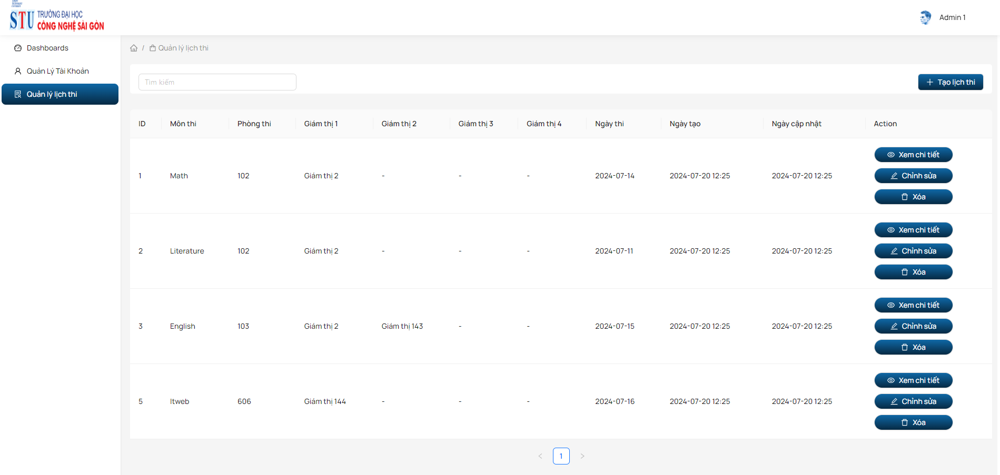 STU TRƯỜNG ĐẠI HỌC
CÔNG NGHỆ SÀI GÒN
Admin 1
Dashboards
Quản Lý Tài Khoản
Quản lý lịch thi
/ Quản lý lịch thi
Tìm kiếm
Tạo lịch thi
ID Môn thi Phòng thi Giám thị 1 Giám thị 2 Giám thị 3 Giám thị 4 Ngày thi Ngày tạo Ngày cập nhật Action
1 Math 102 Giám thị 2 - - - 2024-07-14 2024-07-20 12:25 2024-07-20 12:25
Xem chi tiết
Chỉnh sửa
Xóa
2 Literature 102 Giám thị 2 - - - 2024-07-11 2024-07-20 12:25 2024-07-20 12:25
Xem chi tiết
Chỉnh sửa
Xóa
3 English 103 Giám thị 2 Giám thị 143 - - 2024-07-15 2024-07-20 12:25 2024-07-20 12:25
Xem chi tiết
Chỉnh sửa
Xóa
5 Itweb 606 Giám thị 144 - - - 2024-07-16 2024-07-20 12:25 2024-07-20 12:25
Xem chi tiết
Chỉnh sửa
Xóa
< 1 >